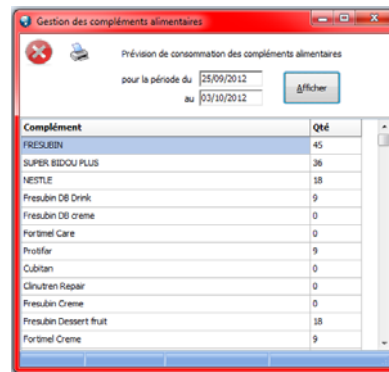 Gestion des compléments alimentaires
Prévision de consommation des compléments alimentaires
pour la période du 25/09/2012
au 03/10/2012
Afficher
Complément Qté
FRESUBIN 45
SUPER BIDOU PLUS 36
NESTLE 18
Fresubin DB Drink 9
Fresubin DB creme 0
Fortimel Care 0
Protifar 9
Cubitan 0
Clinutren Repair 0
Fresubin Creme 0
Fresubin Dessert fruit 18
Fortimel Creme 9